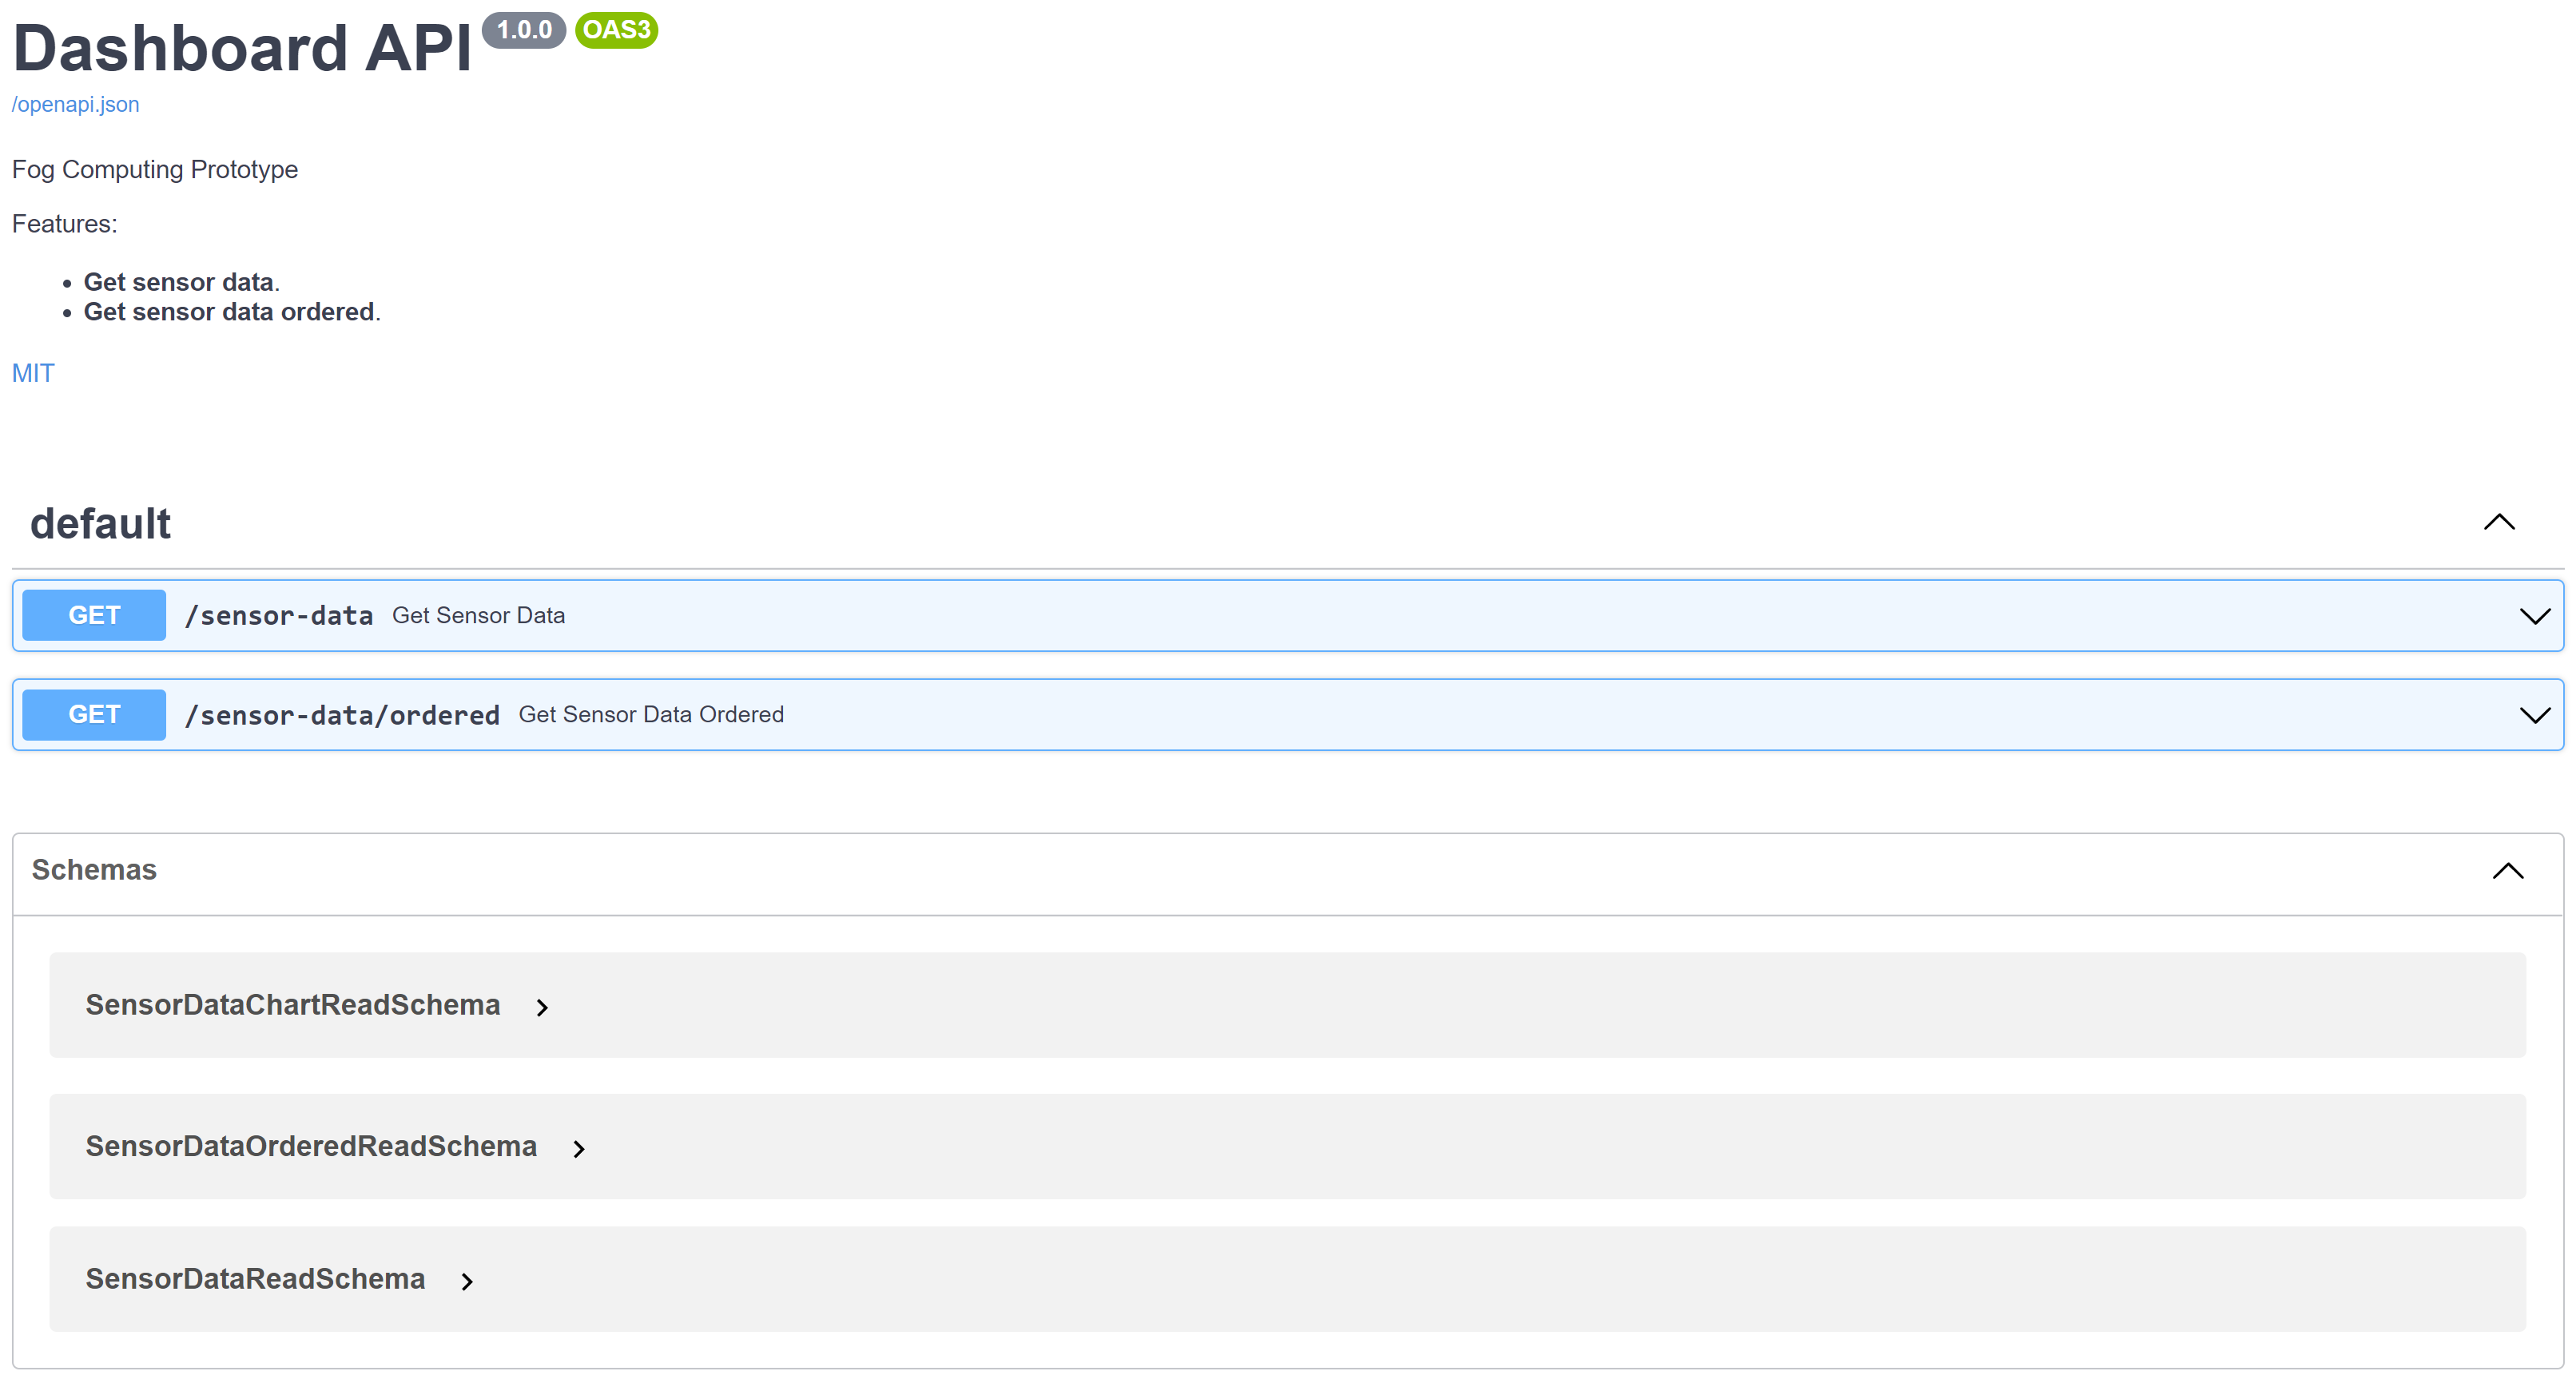 Dashboard API 1.0.0 OAS3
/openapi.json
Fog Computing Prototype
Features:
• Get sensor data.
• Get sensor data ordered.
MIT
default
GET /sensor-data Get Sensor Data
GET /sensor-data/ordered Get Sensor Data Ordered
Schemas
SensorDataChartReadSchema
SensorDataOrderedReadSchema
SensorDataReadSchema